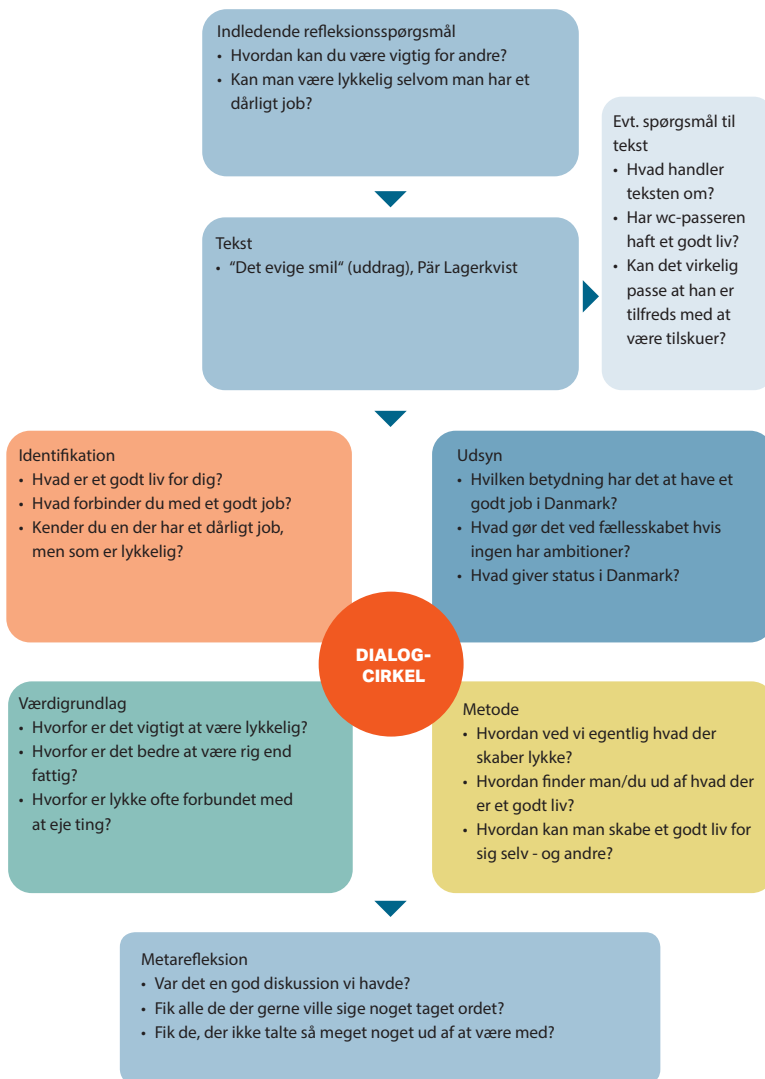 Indledende refleksionsspørgsmål
• Hvordan kan du være vigtig for andre?
• Kan man være lykkelig selvom man har et
dårligt job?
Evt. spørgsmål til
tekst
• Hvad handler
teksten om?
• Har wc-passeren
haft et godt liv?
• Kan det virkelig
passe at han er
tilfreds med at
være tilskuer?
Tekst
• “Det evige smil“ (uddrag), Pär Lagerkvist
Identifikation
• Hvad er et godt liv for dig?
• Hvad forbinder du med et godt job?
• Kender du en der har et dårligt job,
men som er lykkelig?
Udsyn
• Hvilken betydning har det at have et
godt job i Danmark?
• Hvad gør det ved fællesskabet hvis
ingen har ambitioner?
• Hvad giver status i Danmark?
DIALOG-
CIRKEL
Værdigrundlag
• Hvorfor er det vigtigt at være lykkelig?
• Hvorfor er det bedre at være rig end
fattig?
• Hvorfor er lykke ofte forbundet med
at eje ting?
Metode
• Hvordan ved vi egentlig hvad der
skaber lykke?
• Hvordan finder man/du ud af hvad der
er et godt liv?
• Hvordan kan man skabe et godt liv for
sig selv - og andre?
Metarefleksion
• Var det en god diskussion vi havde?
• Fik alle de der gerne ville sige noget taget ordet?
• Fik de, der ikke talte så meget noget ud af at være med?